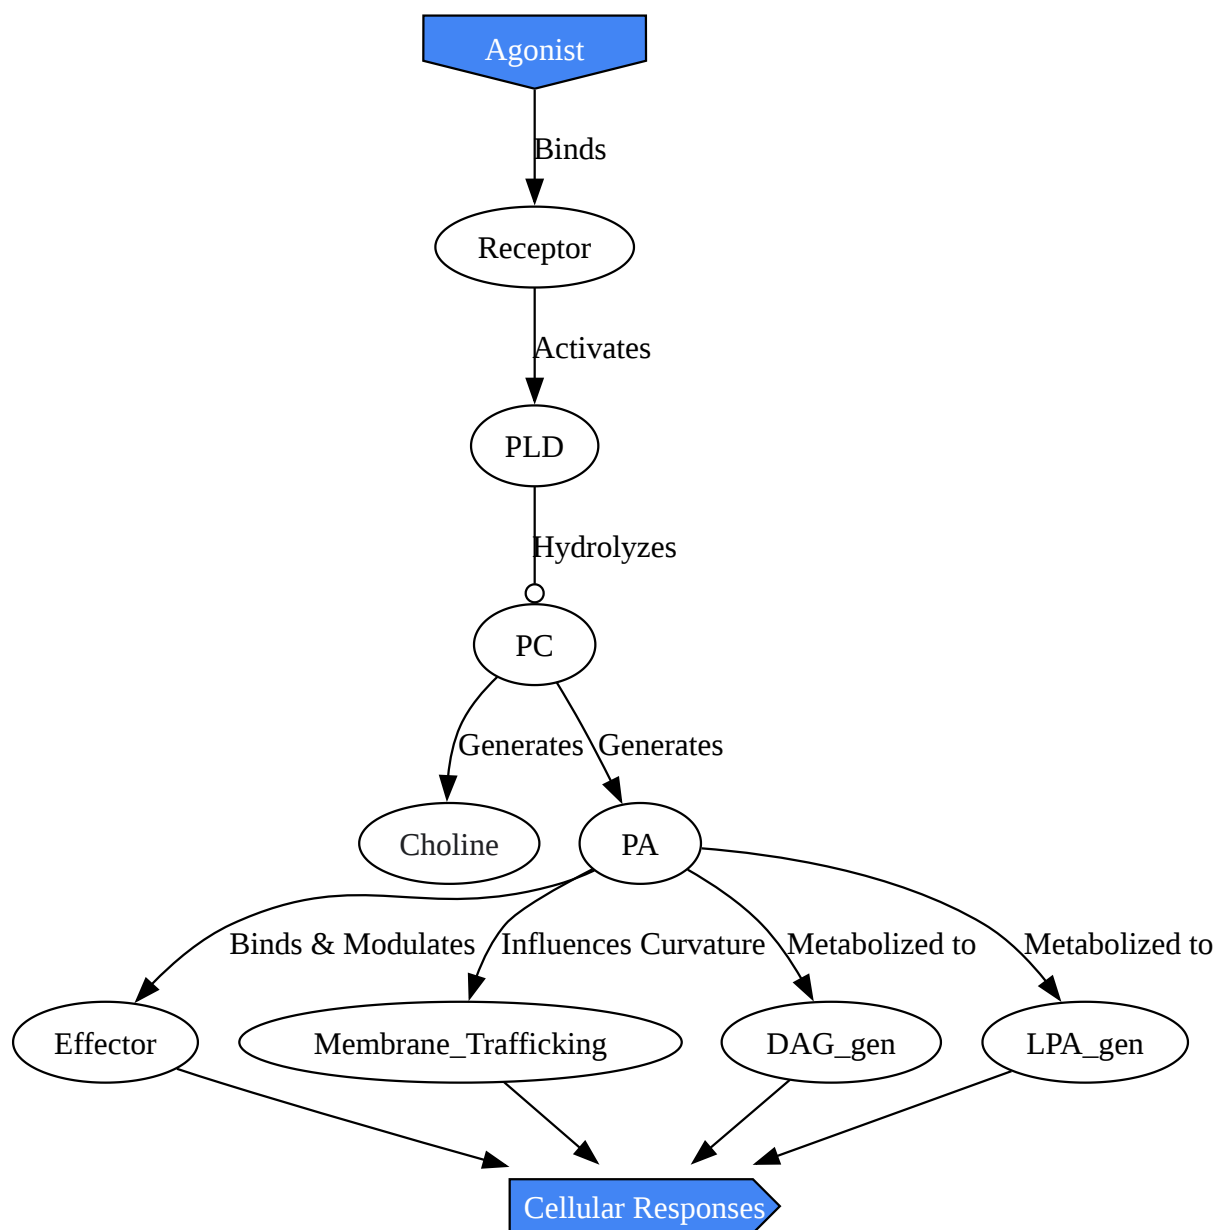 Agonist
Binds
Receptor
Activates
PLD
Hydrolyzes
PC
Generates Generates
Choline PA
Binds & Modulates Influences Curvature Metabolized to Metabolized to
Effector Membrane_Trafficking DAG_gen LPA_gen
Cellular Responses